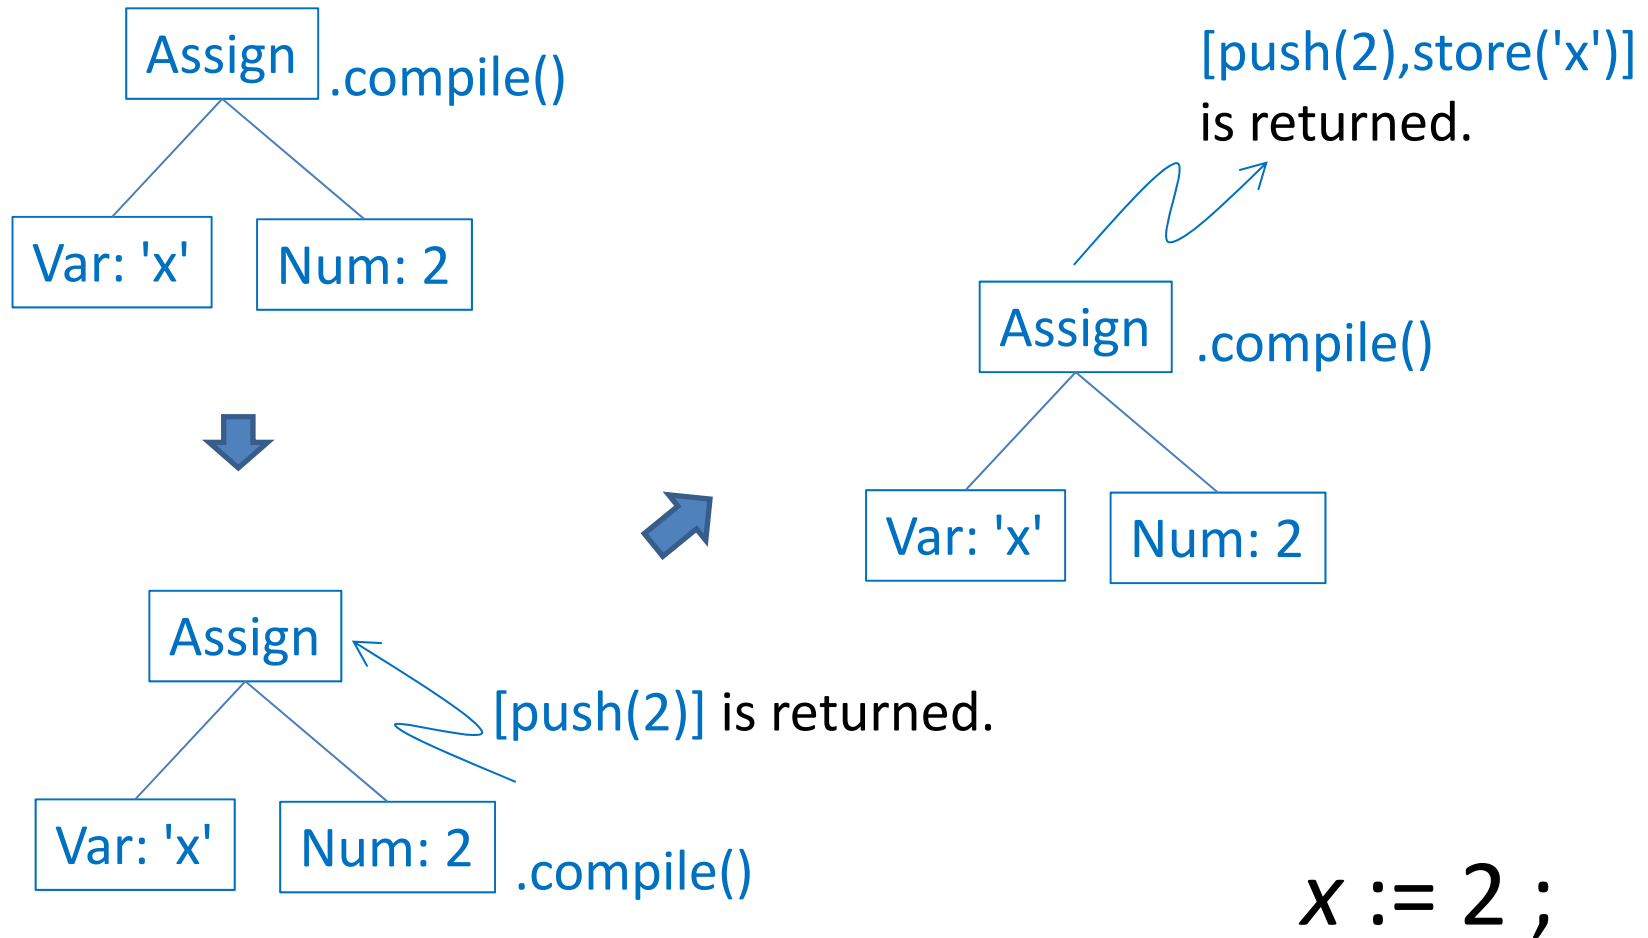 Assign
.compile()
Var: 'x'
Num: 2
Assign
[push(2)] is returned.
Var: 'x'
Num: 2
.compile()
[push(2),store('x')]
is returned.
Assign
.compile()
Var: 'x'
Num: 2
x := 2 ;